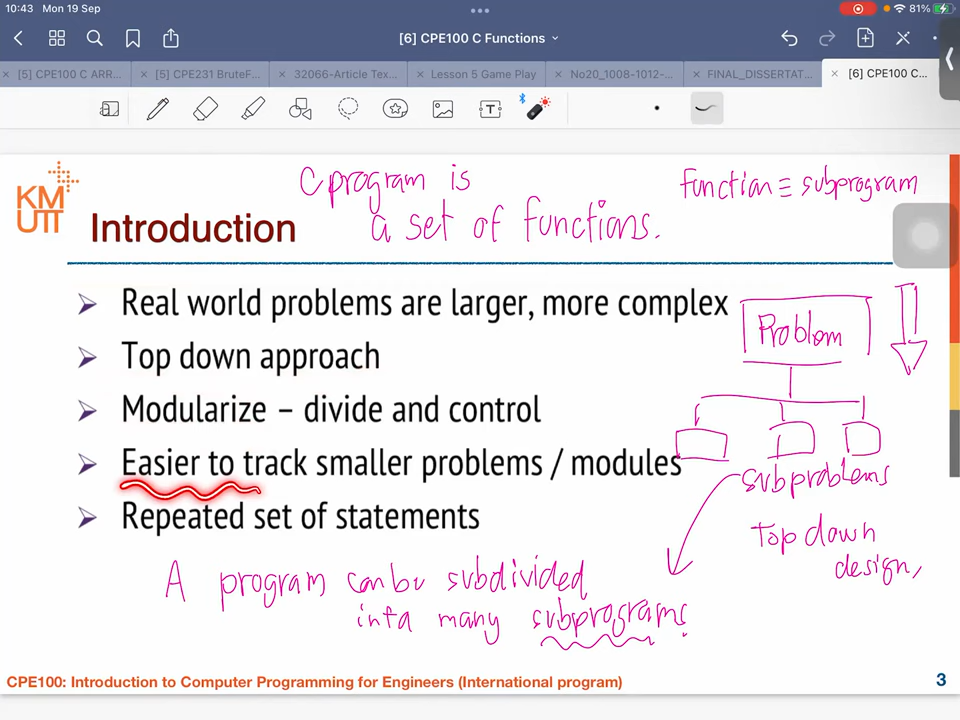 10:43 Mon 19 Sep
81%
[6] CPE100 C Functions
[5] CPE100 C ARR...
[5] CPE231 BruteF...
32066-Article Tex...
Lesson 5 Game Play
No20_1008-1012-...
FINAL_DISSERTAT...
[6] CPE100 C...
KM
UTT
C program is
a set of functions.
Function ≡ subprogram
Introduction
Real world problems are larger, more complex
Top down approach
Modularize – divide and control
Easier to track smaller problems / modules
Repeated set of statements
Problem
subproblems
Top down
design,
A program can be subdivided
into many subprograms.
CPE100: Introduction to Computer Programming for Engineers (International program)
3